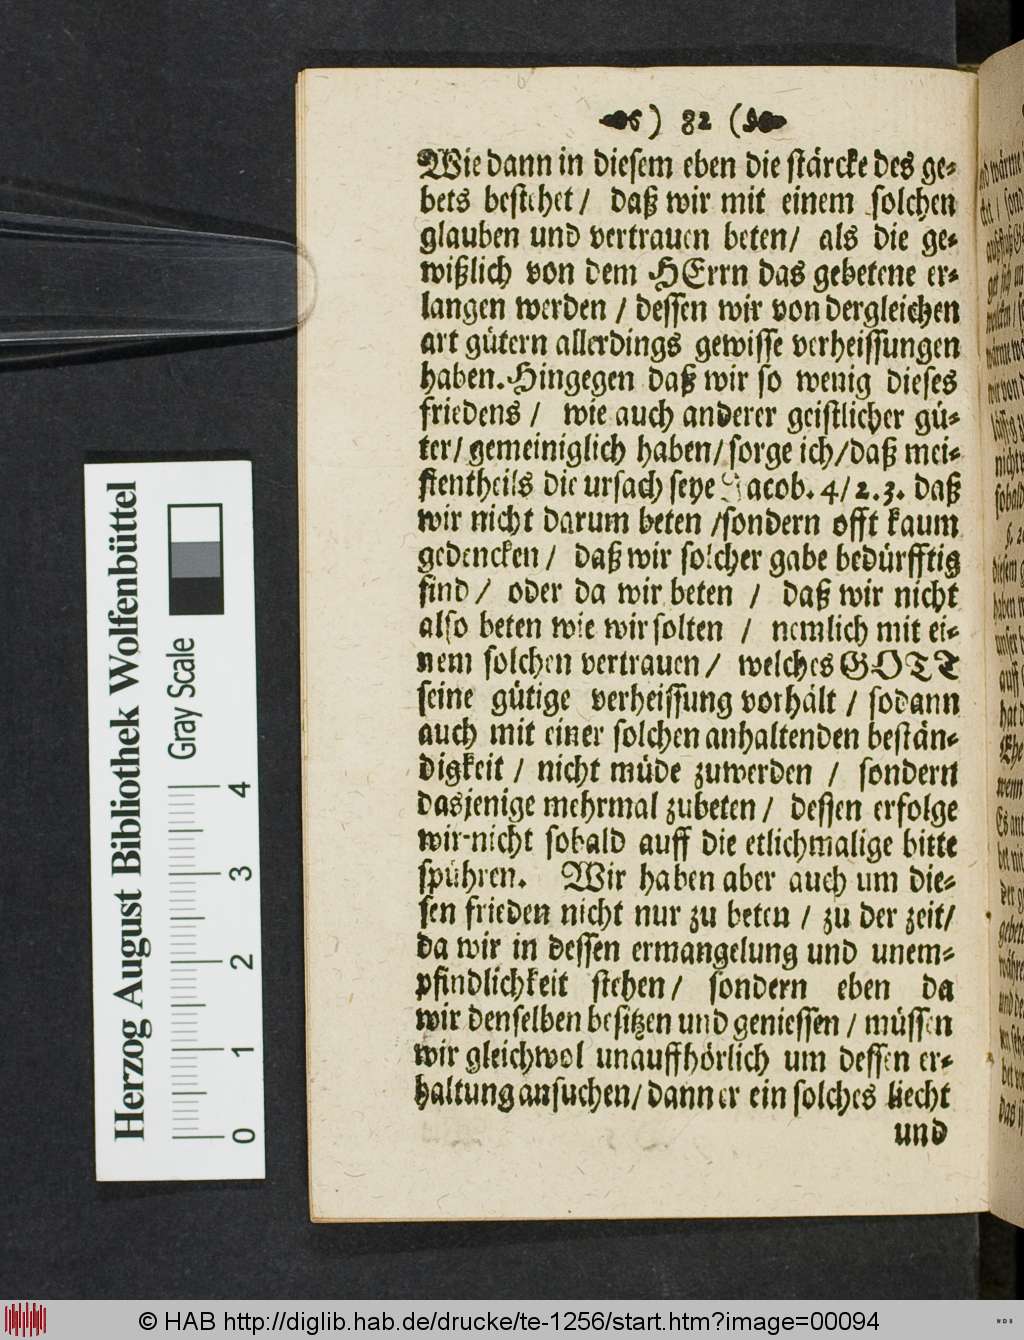 ) 82 (
Wie dann in diesem eben die stärcke des ge-
bets bestehet / daß wir mit einem solchen
glauben und vertrauen beten / als die ge-
wißlich von dem HErrn das gebetene er-
langen werden / dessen wir von dergleichen
art gütern allerdings gewisse verheissungen
haben. Hingegen daß wir so wenig dieses
friedens / wie auch anderer geistlicher gü-
ter / gemeiniglich haben / sorge ich / daß mei-
stentheils die ursach seye Jacob. 4 / 2. 3. daß
wir nicht darum beten / sondern offt kaum
gedencken / daß wir solcher gabe bedürfftig
sind / oder da wir beten / daß wir nicht
also beten wie wir solten / nemlich mit ei-
nem solchen vertrauen / welches GOTT
seine gütige verheissung vorhält / sodann
auch mit einer solchen anhaltenden bestän-
digkeit / nicht müde zuwerden / sondern
dasjenige mehrmal zubeten / dessen erfolge
wir nicht sobald auff die etlichmalige bitte
spühren. Wir haben aber auch um die-
sen frieden nicht nur zu beten / zu der zeit /
da wir in dessen ermangelung und unem-
pfindlichkeit stehen / sondern eben da
wir denselben besitzen und geniessen / müssen
wir gleichwol unauffhörlich um dessen er-
haltung ansuchen / dann er ein solches liecht
und
Herzog August Bibliothek Wolfenbüttel
Gray Scale
0 1 2 3 4
© HAB http://diglib.hab.de/drucke/te-1256/start.htm?image=00094